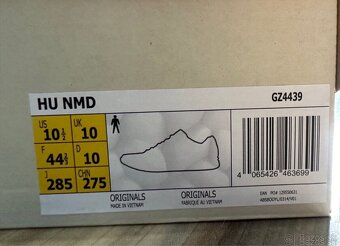 HU NMD
GZ4439
US 10½ UK 10
F 44⅔ D 10
J 285 CHN 275
ORIGINALS
MADE IN VIETNAM
ORIGINALS
FABRIQUÉ AU VIETNAM
4 065426 463699